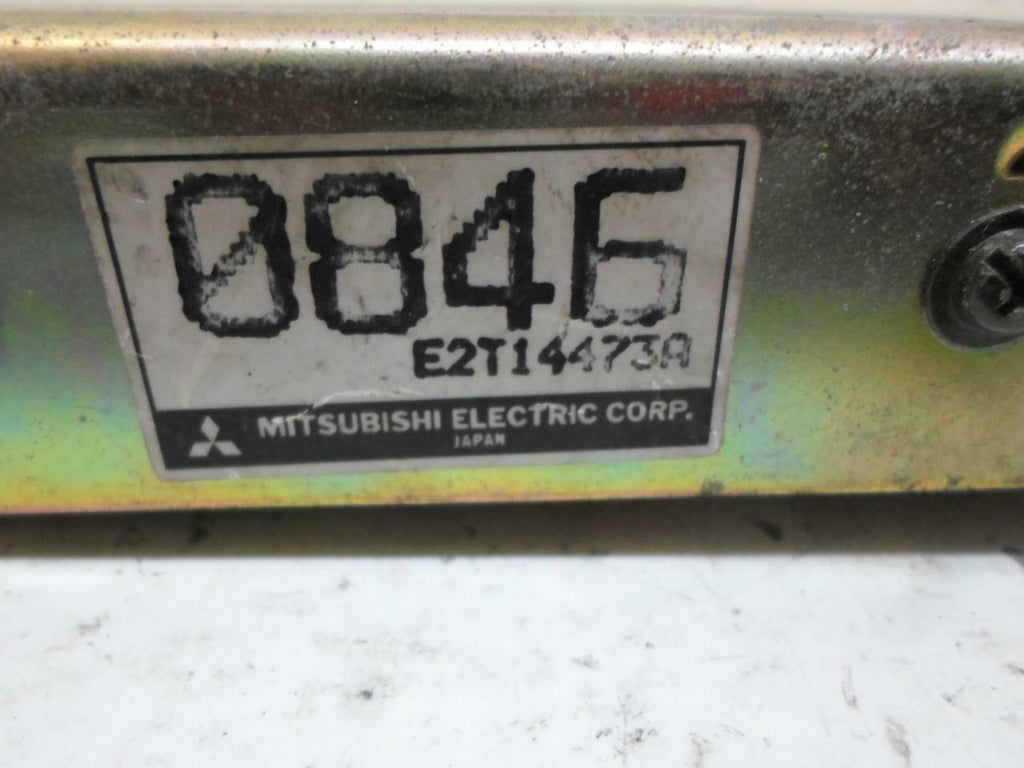 0846
E2T14473A
MITSUBISHI ELECTRIC CORP.
JAPAN